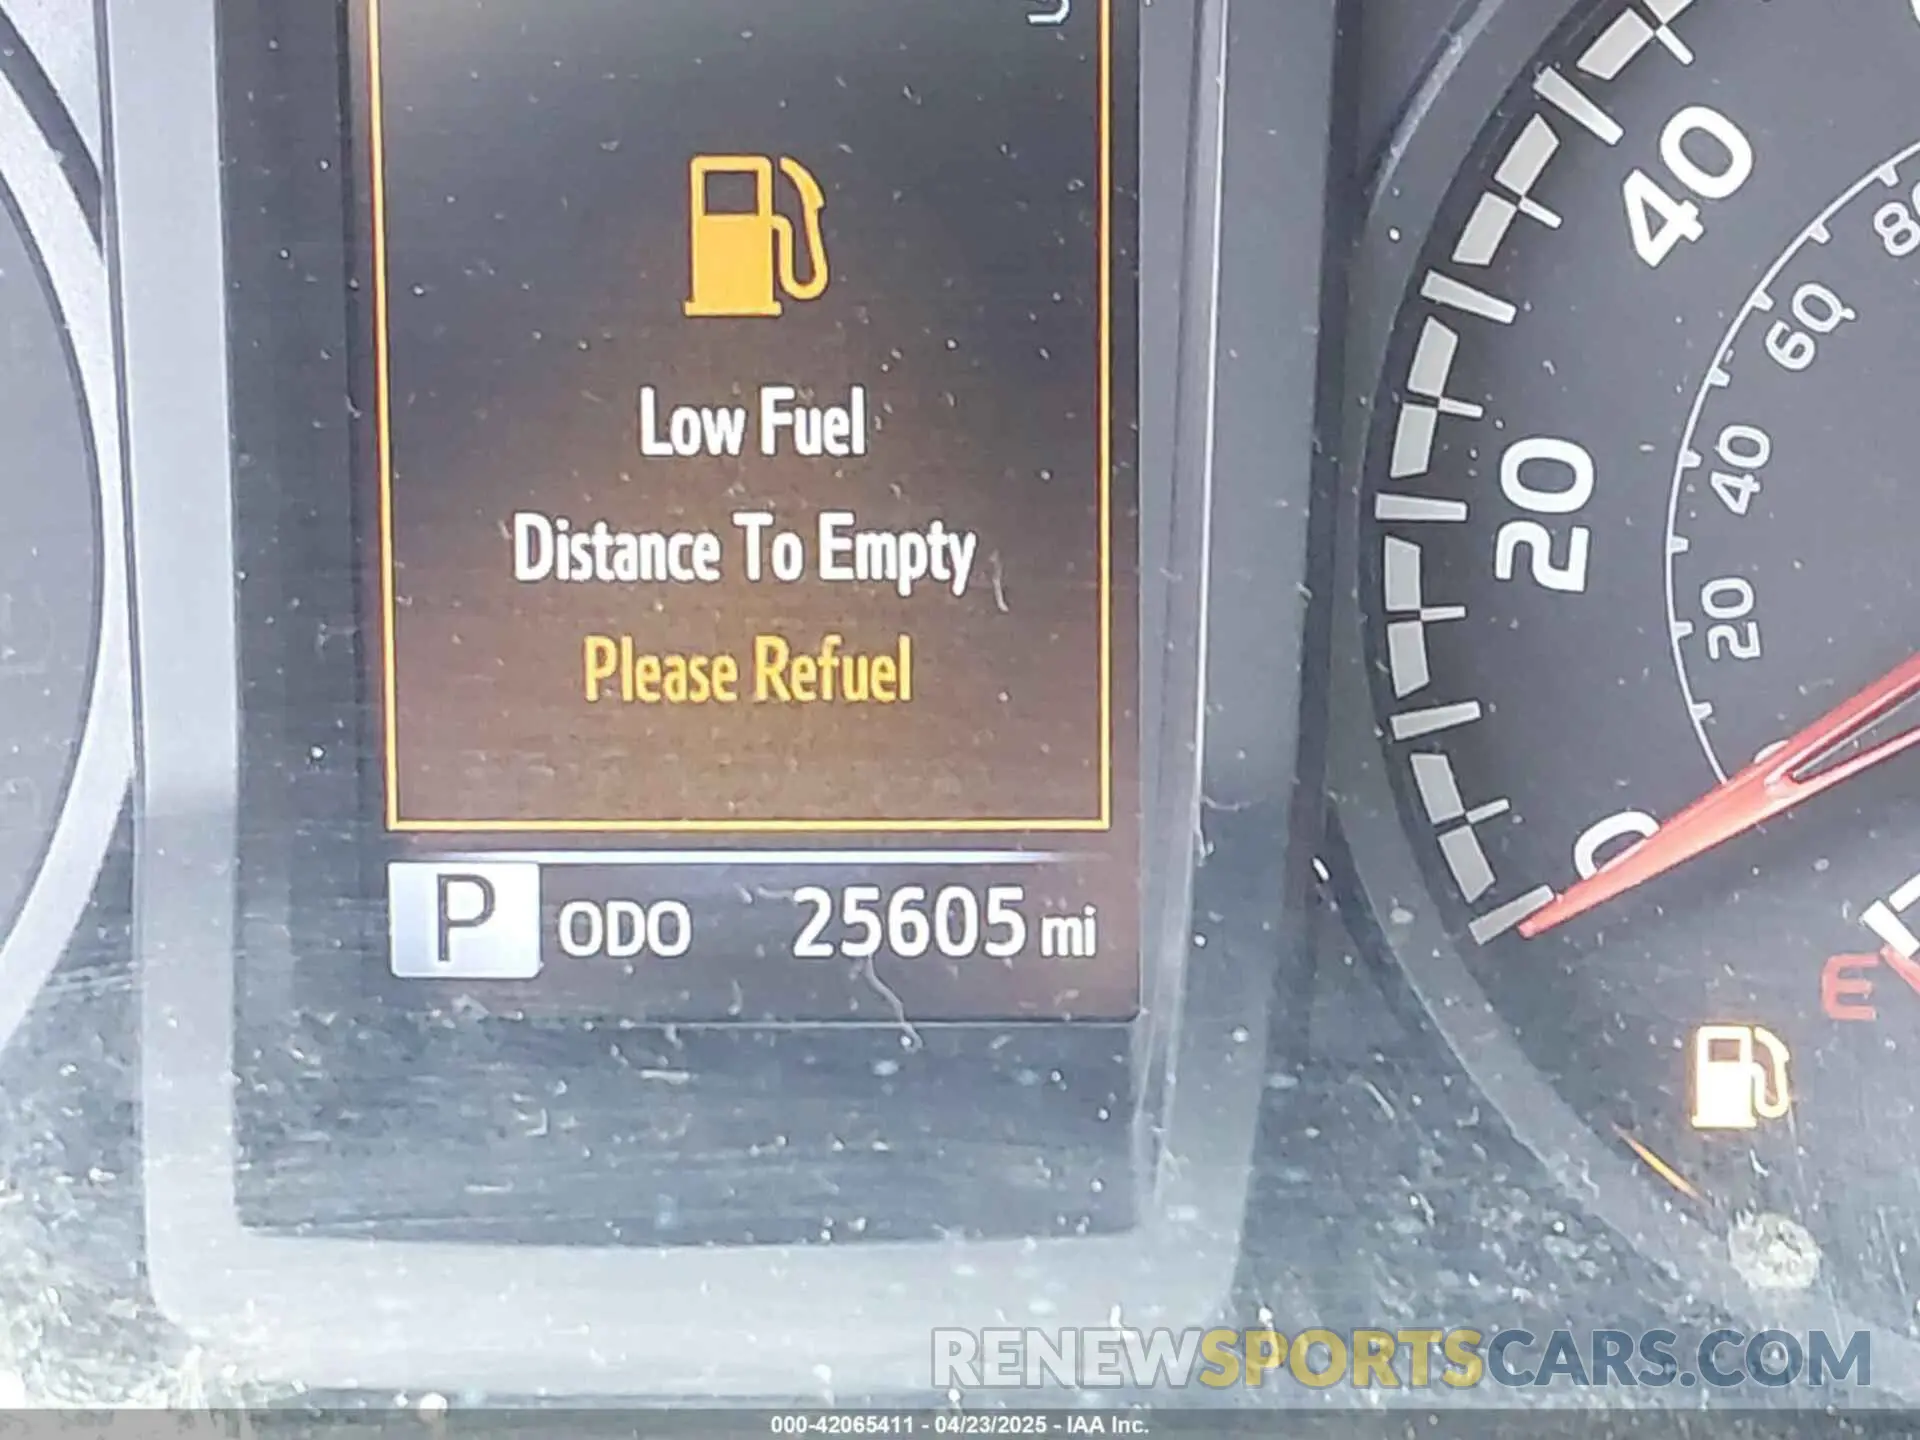 Low Fuel
Distance To Empty
Please Refuel
P ODO 25605 mi
40
20
0
80
60
40
20
E
RENEWSPORTSCARS.COM
000-42065411 - 04/23/2025 - IAA Inc.